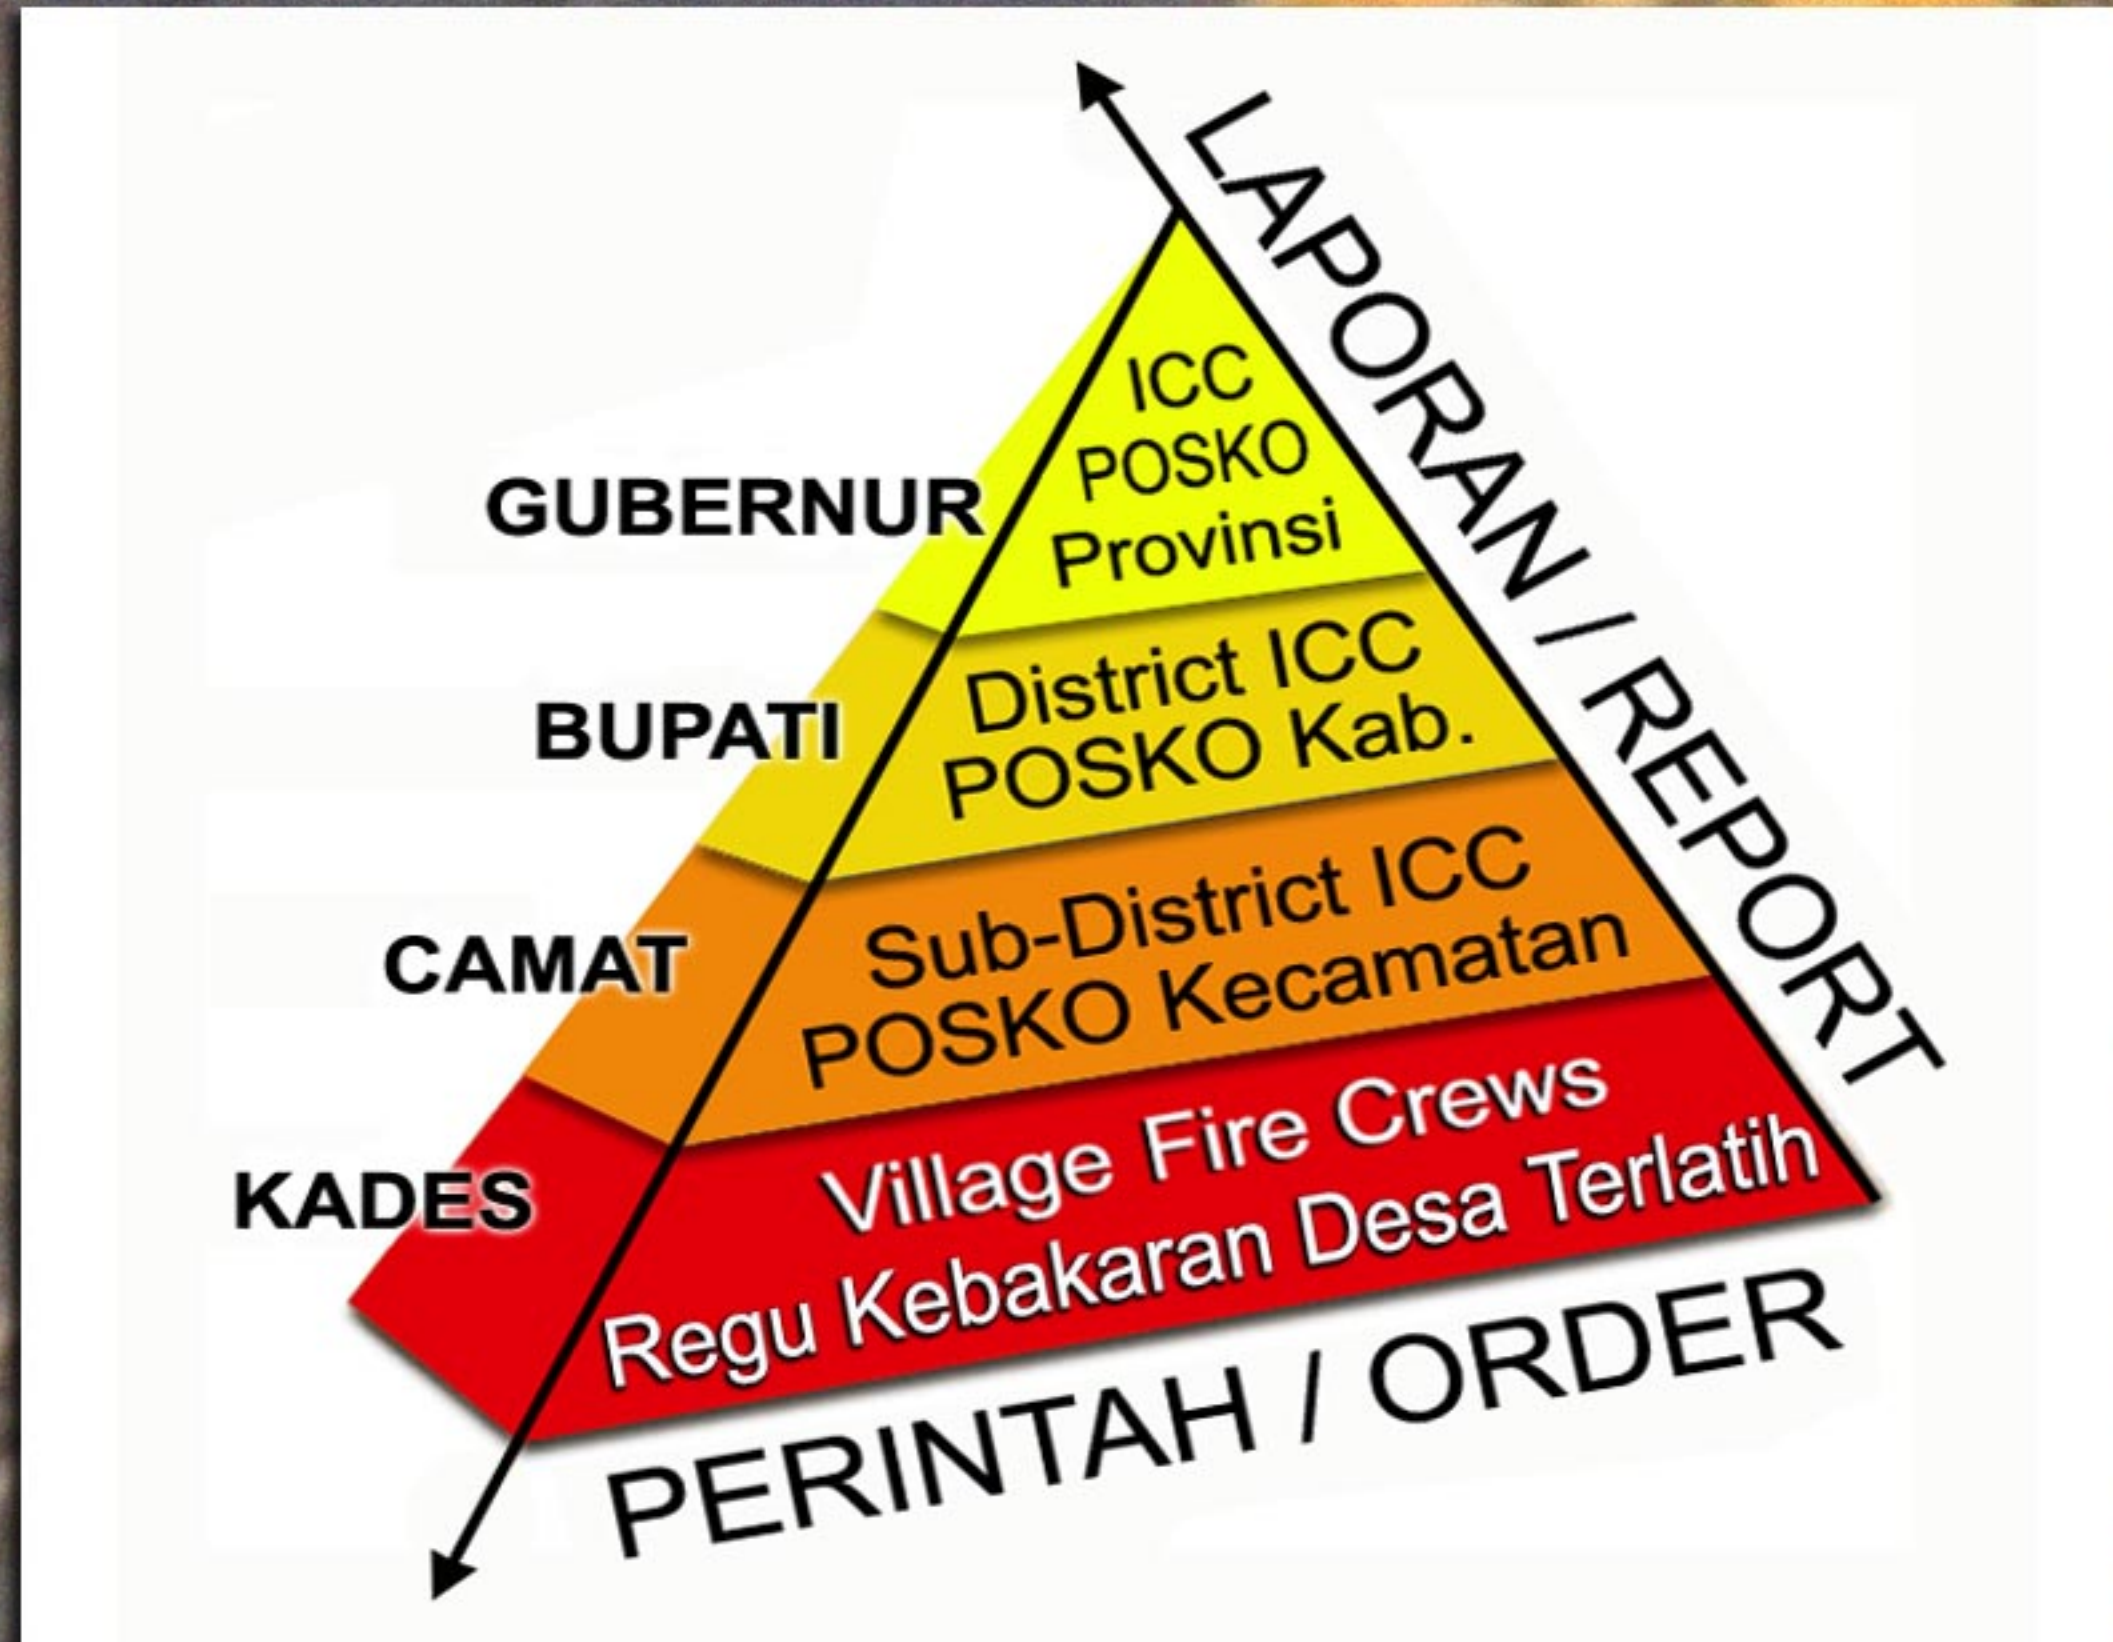 LAPORAN / REPORT
ICC
POSKO
Provinsi
GUBERNUR
District ICC
POSKO Kab.
BUPATI
Sub-District ICC
POSKO Kecamatan
CAMAT
Village Fire Crews
Regu Kebakaran Desa Terlatih
KADES
PERINTAH / ORDER